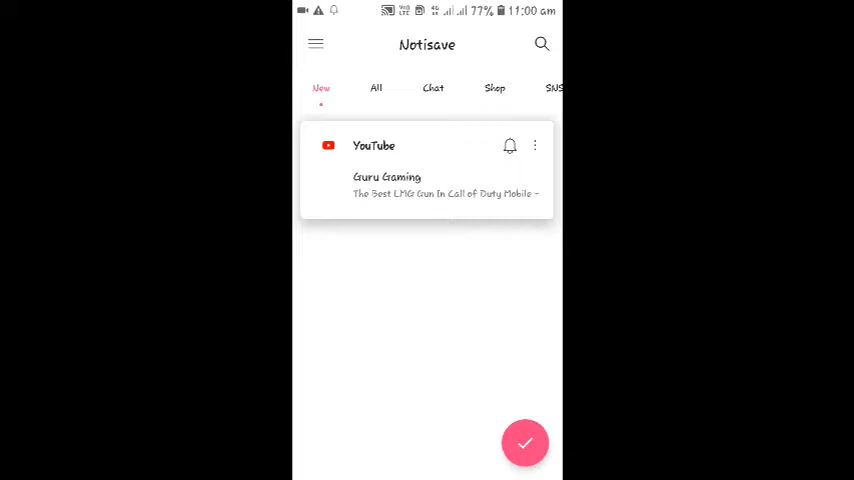 77% 11:00 am
Notisave
New All Chat Shop SNS
YouTube
Guru Gaming
The Best LMG Gun In Call of Duty Mobile -